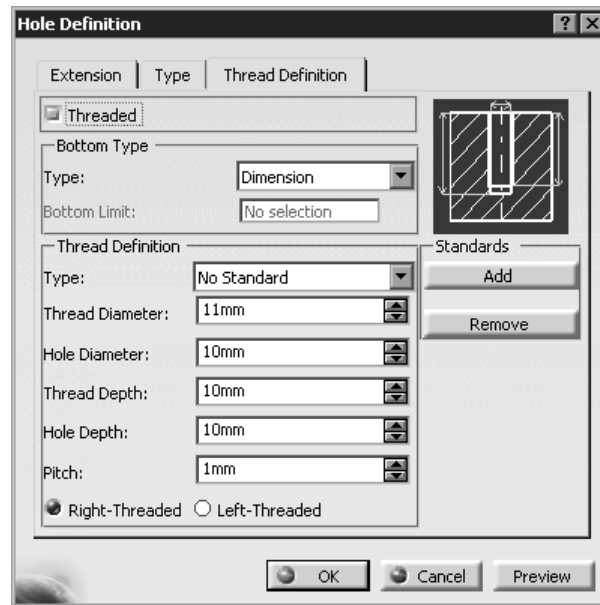 Hole Definition ? X
Extension Type Thread Definition
Threaded
Bottom Type
Type: Dimension
Bottom Limit: No selection
Thread Definition
Type: No Standard
Thread Diameter: 11mm
Hole Diameter: 10mm
Thread Depth: 10mm
Hole Depth: 10mm
Pitch: 1mm
Right-Threaded Left-Threaded
Standards
Add
Remove
OK Cancel Preview